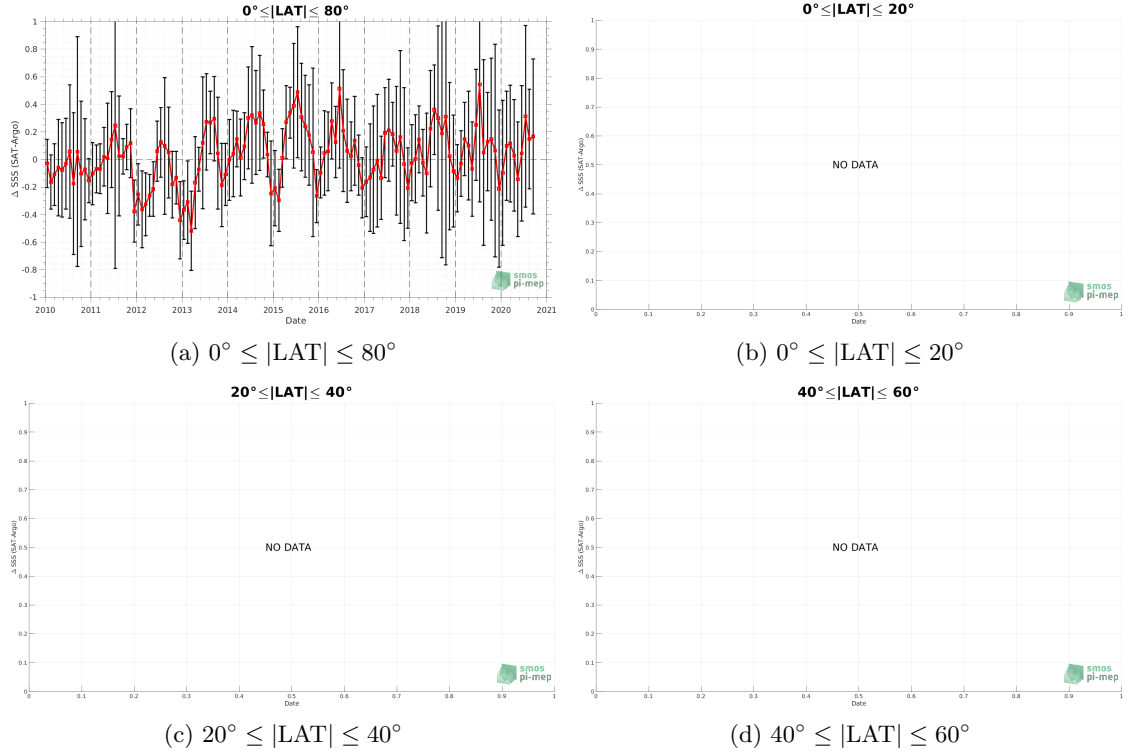 0°≤|LAT|≤ 80°
Δ SSS (SAT-Argo)
1
0.8
0.6
0.4
0.2
0
-0.2
-0.4
-0.6
-0.8
-1
2010 2011 2012 2013 2014 2015 2016 2017 2018 2019 2020 2021
Date
smos
pi-mep
(a) 0° ≤ |LAT| ≤ 80°
0°≤|LAT|≤ 20°
Δ SSS (SAT-Argo)
1
0.9
0.8
0.7
0.6
0.5
0.4
0.3
0.2
0.1
0
NO DATA
0 0.1 0.2 0.3 0.4 0.5 0.6 0.7 0.8 0.9 1
Date
smos
pi-mep
(b) 0° ≤ |LAT| ≤ 20°
20°≤|LAT|≤ 40°
Δ SSS (SAT-Argo)
1
0.9
0.8
0.7
0.6
0.5
0.4
0.3
0.2
0.1
0
NO DATA
0 0.1 0.2 0.3 0.4 0.5 0.6 0.7 0.8 0.9 1
Date
smos
pi-mep
(c) 20° ≤ |LAT| ≤ 40°
40°≤|LAT|≤ 60°
Δ SSS (SAT-Argo)
1
0.9
0.8
0.7
0.6
0.5
0.4
0.3
0.2
0.1
0
NO DATA
0 0.1 0.2 0.3 0.4 0.5 0.6 0.7 0.8 0.9 1
Date
smos
pi-mep
(d) 40° ≤ |LAT| ≤ 60°